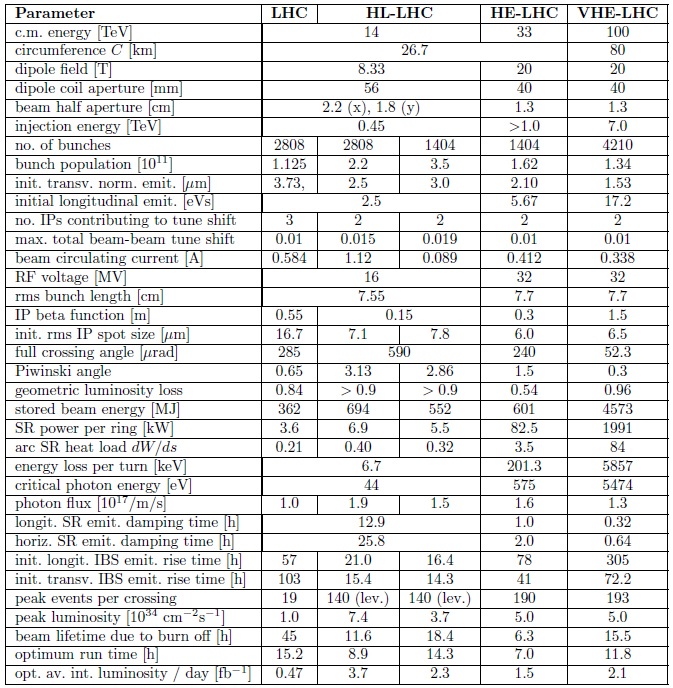 Parameter LHC HL-LHC HE-LHC VHE-LHC
c.m. energy [TeV] 14 33 100
circumference C [km] 26.7 80
dipole field [T] 8.33 20 20
dipole coil aperture [mm] 56 40 40
beam half aperture [cm] 2.2 (x), 1.8 (y) 1.3 1.3
injection energy [TeV] 0.45 >1.0 7.0
no. of bunches 2808 2808 1404 1404 4210
bunch population [10¹¹] 1.125 2.2 3.5 1.62 1.34
init. transv. norm. emit. [μm] 3.73, 2.5 3.0 2.10 1.53
initial longitudinal emit. [eVs] 2.5 5.67 17.2
no. IPs contributing to tune shift 3 2 2 2 2
max. total beam-beam tune shift 0.01 0.015 0.019 0.01 0.01
beam circulating current [A] 0.584 1.12 0.089 0.412 0.338
RF voltage [MV] 16 32 32
rms bunch length [cm] 7.55 7.7 7.7
IP beta function [m] 0.55 0.15 0.3 1.5
init. rms IP spot size [μm] 16.7 7.1 7.8 6.0 6.5
full crossing angle [μrad] 285 590 240 52.3
Piwinski angle 0.65 3.13 2.86 1.5 0.3
geometric luminosity loss 0.84 > 0.9 > 0.9 0.54 0.96
stored beam energy [MJ] 362 694 552 601 4573
SR power per ring [kW] 3.6 6.9 5.5 82.5 1991
arc SR heat load dW/ds 0.21 0.40 0.32 3.5 84
energy loss per turn [keV] 6.7 201.3 5857
critical photon energy [eV] 44 575 5474
photon flux [10¹⁷/m/s] 1.0 1.9 1.5 1.6 1.3
longit. SR emit. damping time [h] 12.9 1.0 0.32
horiz. SR emit. damping time [h] 25.8 2.0 0.64
init. longit. IBS emit. rise time [h] 57 21.0 16.4 78 305
init. transv. IBS emit. rise time [h] 103 15.4 14.3 41 72.2
peak events per crossing 19 140 (lev.) 140 (lev.) 190 193
peak luminosity [10³⁴ cm⁻²s⁻¹] 1.0 7.4 3.7 5.0 5.0
beam lifetime due to burn off [h] 45 11.6 18.4 6.3 15.5
optimum run time [h] 15.2 8.9 14.3 7.0 11.8
opt. av. int. luminosity / day [fb⁻¹] 0.47 3.7 2.3 1.5 2.1